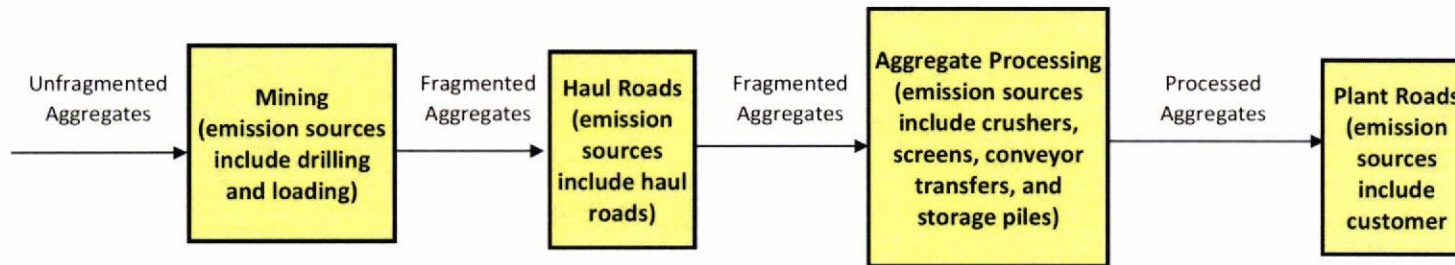 Unfragmented
Aggregates
Mining
(emission sources
include drilling
and loading)
Fragmented
Aggregates
Haul Roads
(emission
sources
include haul
roads)
Fragmented
Aggregates
Aggregate Processing
(emission sources
include crushers,
screens, conveyor
transfers, and
storage piles)
Processed
Aggregates
Plant Roads
(emission
sources
include
customer